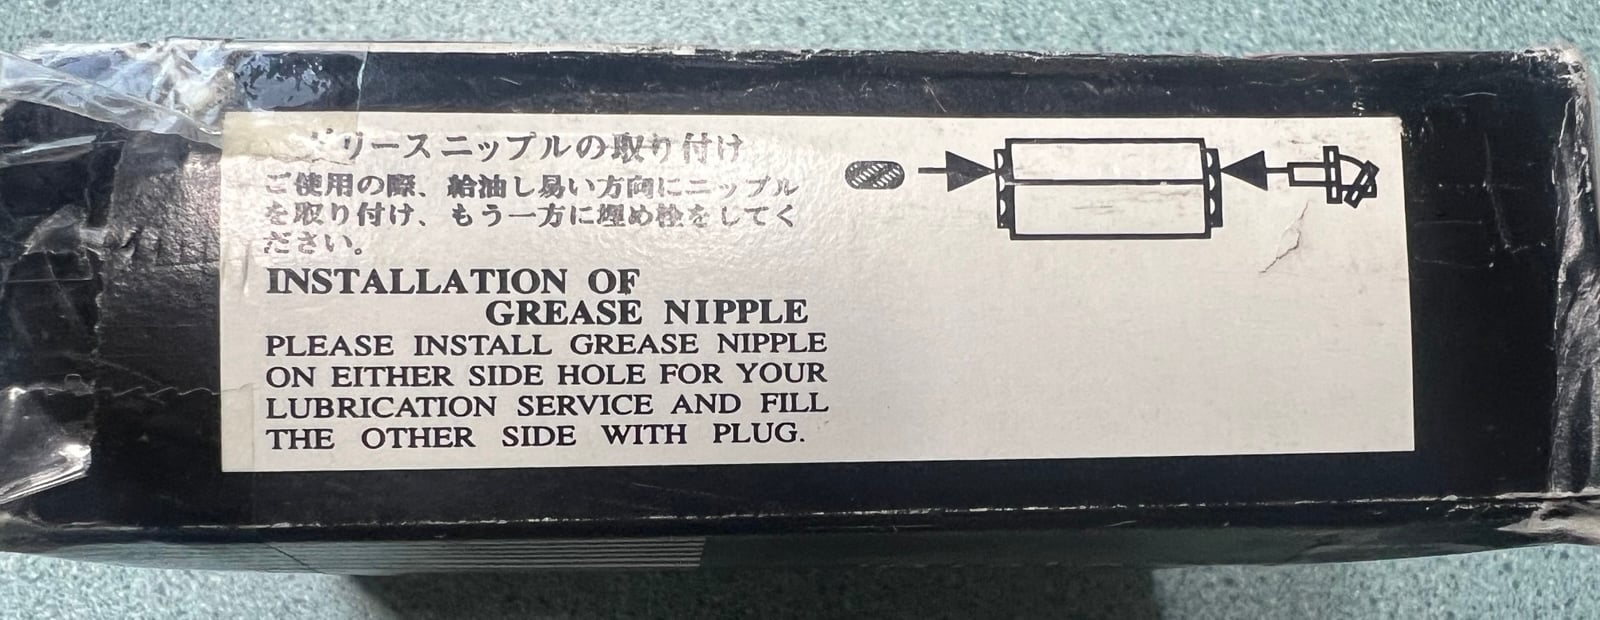 グリースニップルの取り付け
ご使用の際、給油し易い方向にニップル
を取り付け、もう一方に埋め栓をしてく
ださい。
INSTALLATION OF
GREASE NIPPLE
PLEASE INSTALL GREASE NIPPLE
ON EITHER SIDE HOLE FOR YOUR
LUBRICATION SERVICE AND FILL
THE OTHER SIDE WITH PLUG.